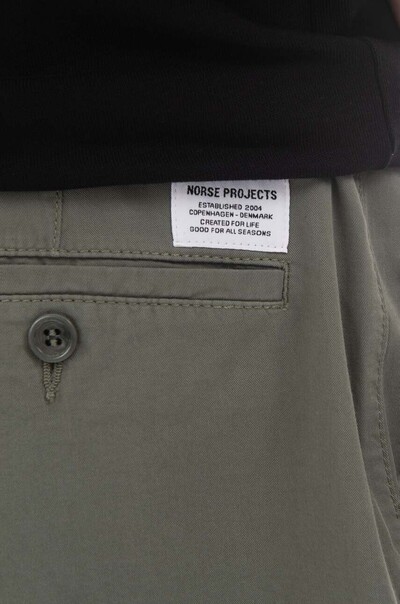 NORSE PROJECTS
ESTABLISHED 2004
COPENHAGEN - DENMARK
CREATED FOR LIFE
GOOD FOR ALL SEASONS